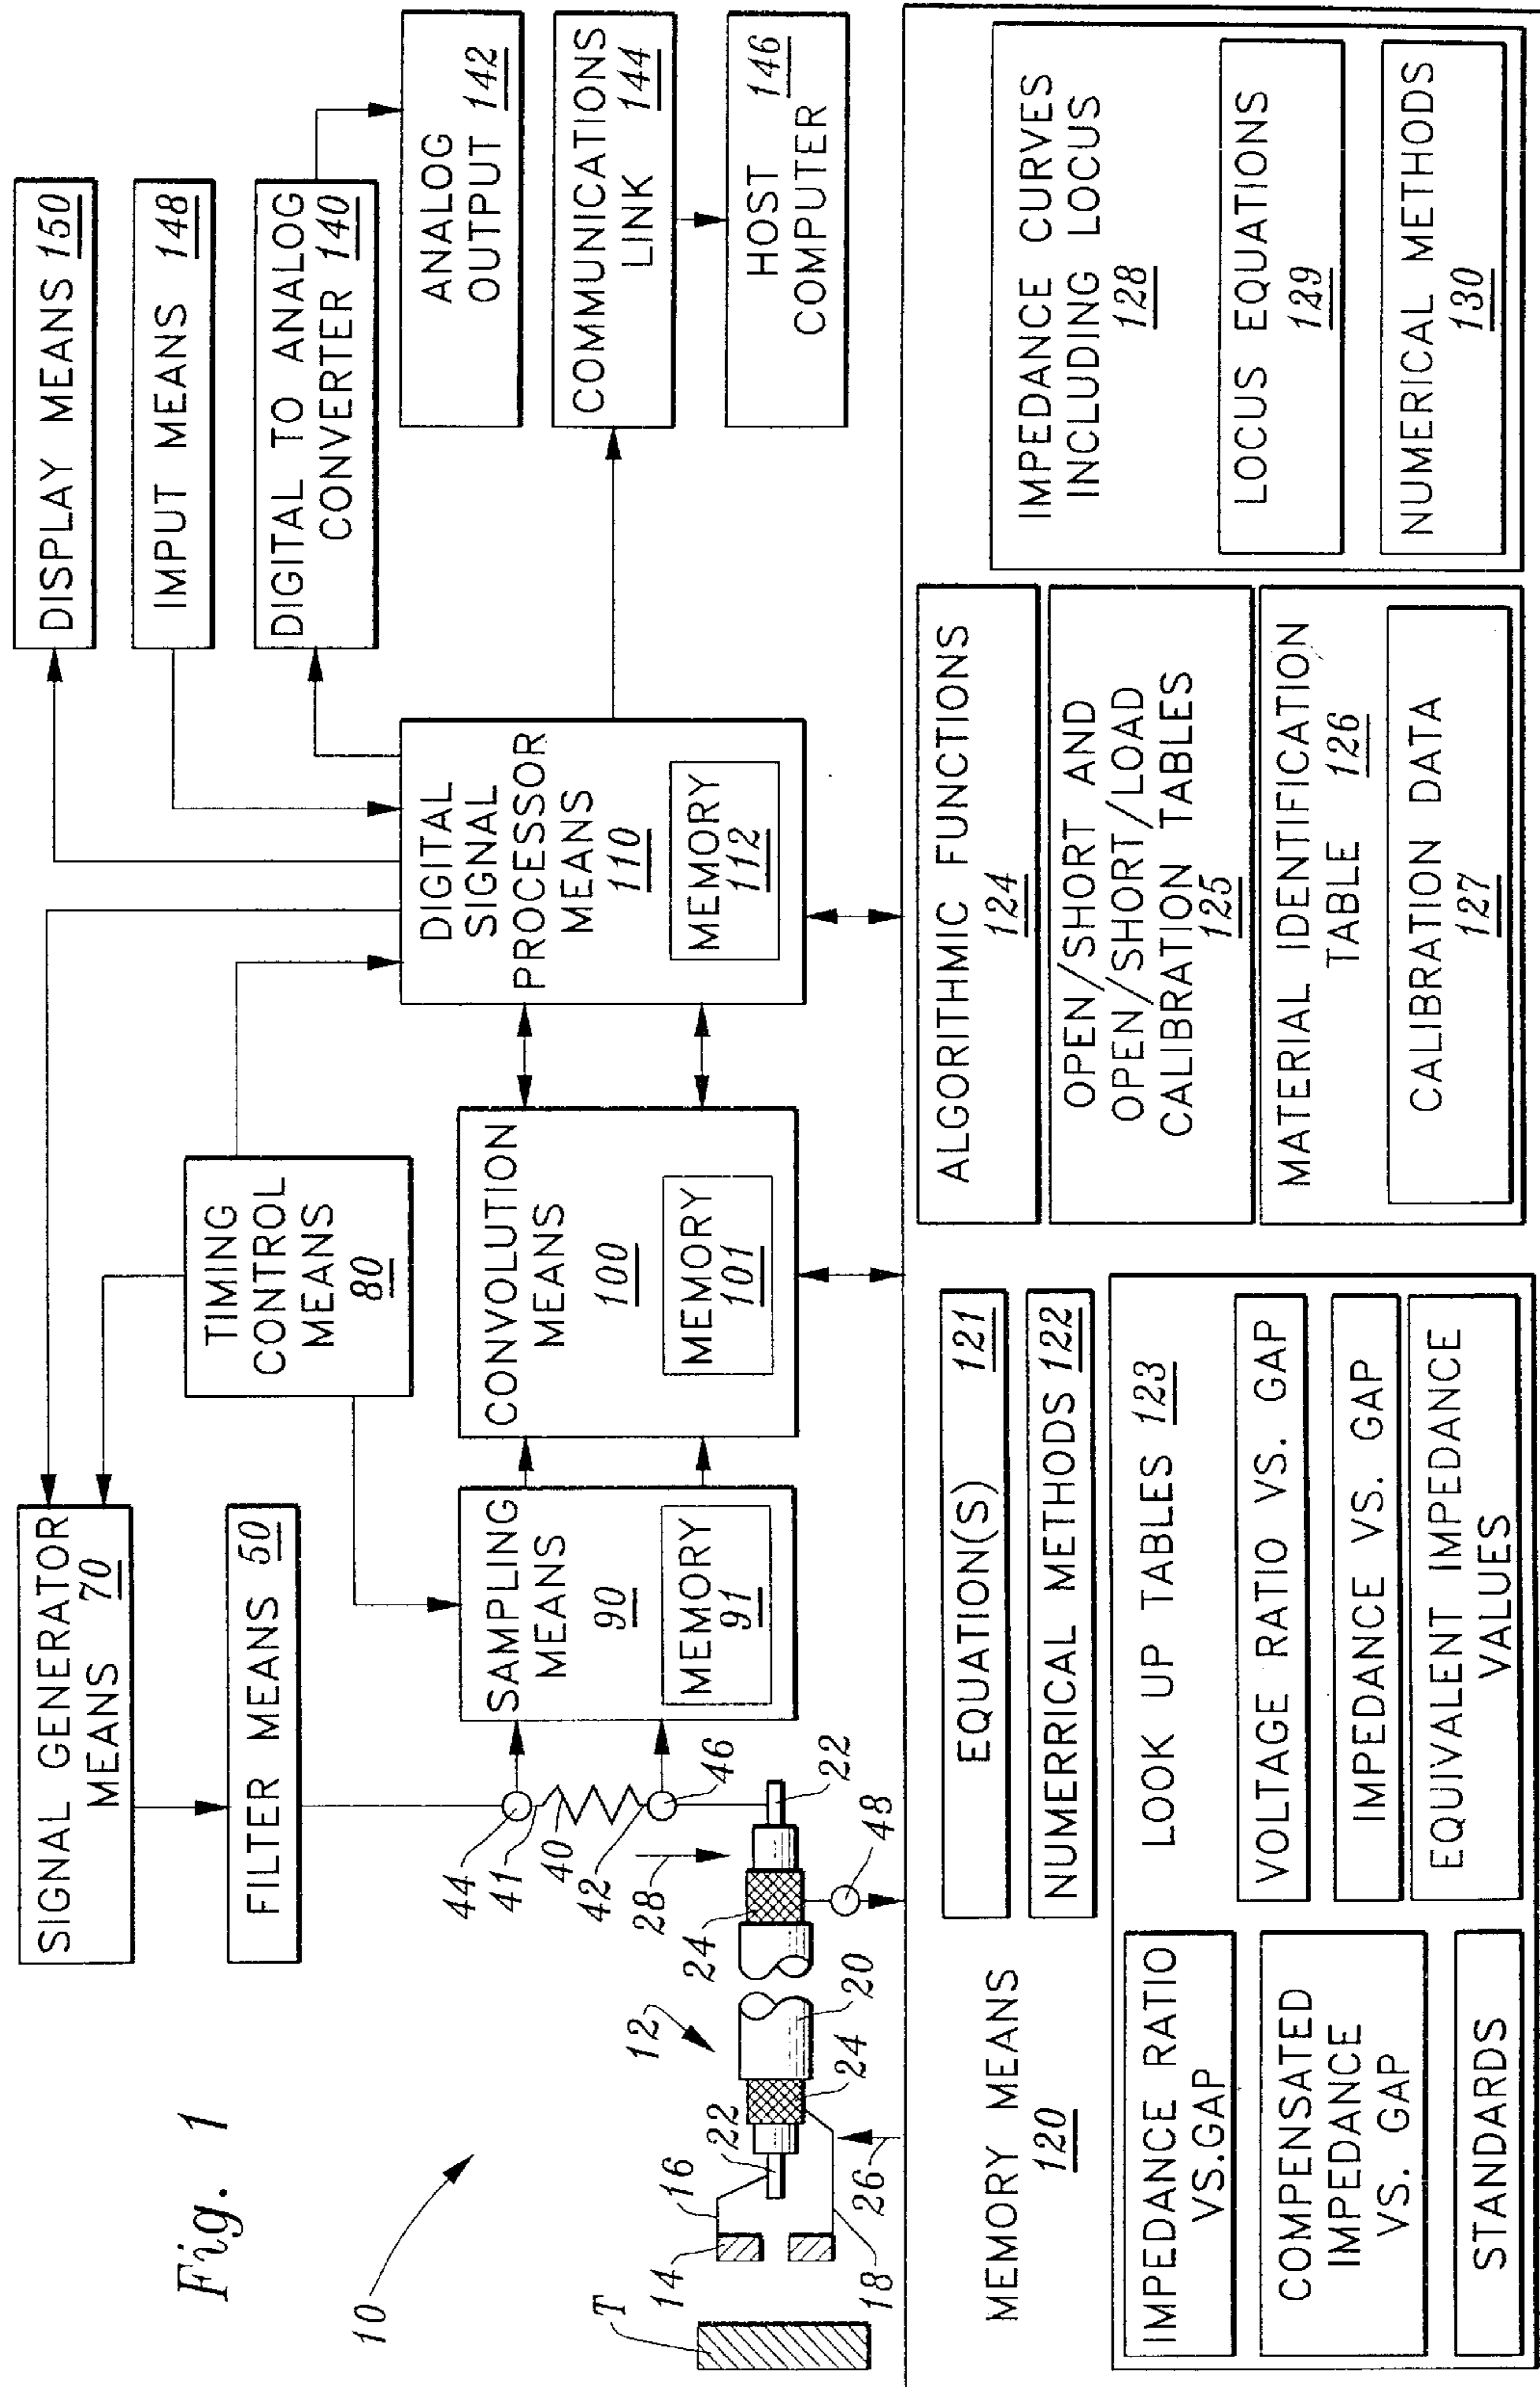 Fig. 1
10
SIGNAL GENERATOR
MEANS 70
FILTER MEANS 50
TIMING
CONTROL
MEANS
80
DISPLAY MEANS 150
IMPUT MEANS 148
DIGITAL TO ANALOG
CONVERTER 140
ANALOG
OUTPUT 142
COMMUNICATIONS
LINK 144
HOST 146
COMPUTER
T
14
16
18
22
12
24
20
26
24
28
22
48
44
41
40
42
46
SAMPLING
MEANS
90
MEMORY
91
CONVOLUTION
MEANS
100
MEMORY
101
DIGITAL
SIGNAL
PROCESSOR
MEANS
110
MEMORY
112
MEMORY MEANS
120
EQUATION(S) 121
NUMERRICAL METHODS 122
LOOK UP TABLES 123
IMPEDANCE RATIO
VS.GAP
COMPENSATED
IMPEDANCE
VS. GAP
STANDARDS
VOLTAGE RATIO VS. GAP
IMPEDANCE VS. GAP
EQUIVALENT IMPEDANCE
VALUES
ALGORITHMIC FUNCTIONS
124
OPEN/SHORT AND
OPEN/SHORT/LOAD
CALIBRATION TABLES
125
MATERIAL IDENTIFICATION
TABLE 126
CALIBRATION DATA
127
IMPEDANCE CURVES
INCLUDING LOCUS
128
LOCUS EQUATIONS
129
NUMERICAL METHODS
130